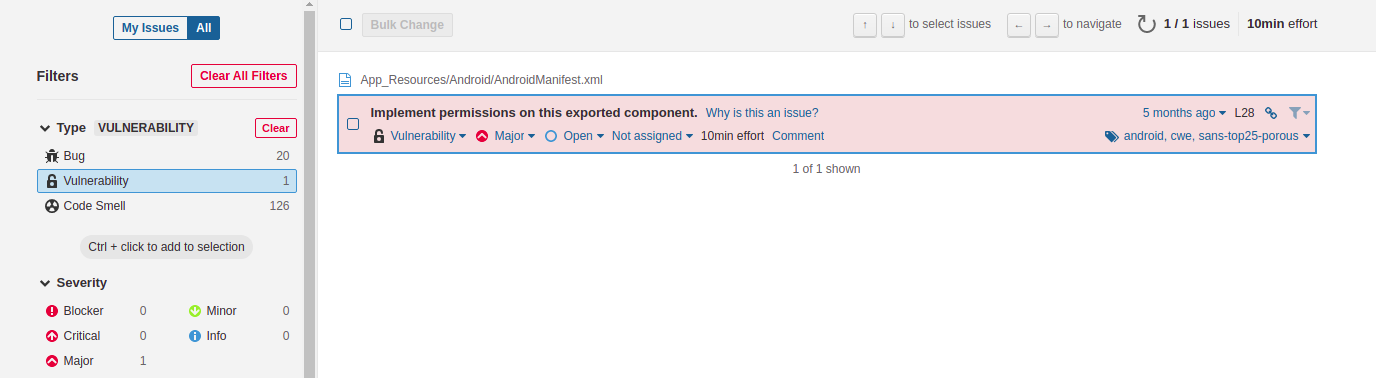 My Issues All
Filters Clear All Filters
Type VULNERABILITY Clear
Bug 20
Vulnerability 1
Code Smell 126
Ctrl + click to add to selection
Severity
Blocker 0 Minor 0
Critical 0 Info 0
Major 1
Bulk Change ↑ ↓ to select issues ← → to navigate 1 / 1 issues 10min effort
App_Resources/Android/AndroidManifest.xml
Implement permissions on this exported component. Why is this an issue? 5 months ago L28
Vulnerability Major Open Not assigned 10min effort Comment android, cwe, sans-top25-porous
1 of 1 shown